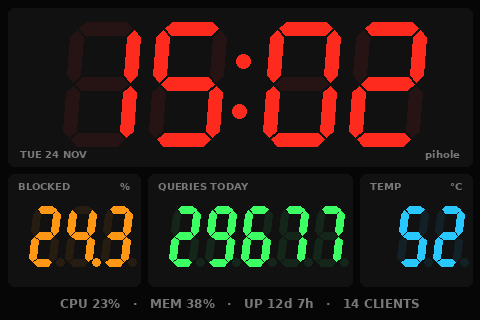 15:02
TUE 24 NOV pihole
BLOCKED %
24.3
QUERIES TODAY
29677
TEMP °C
52
CPU 23% · MEM 38% · UP 12d 7h · 14 CLIENTS